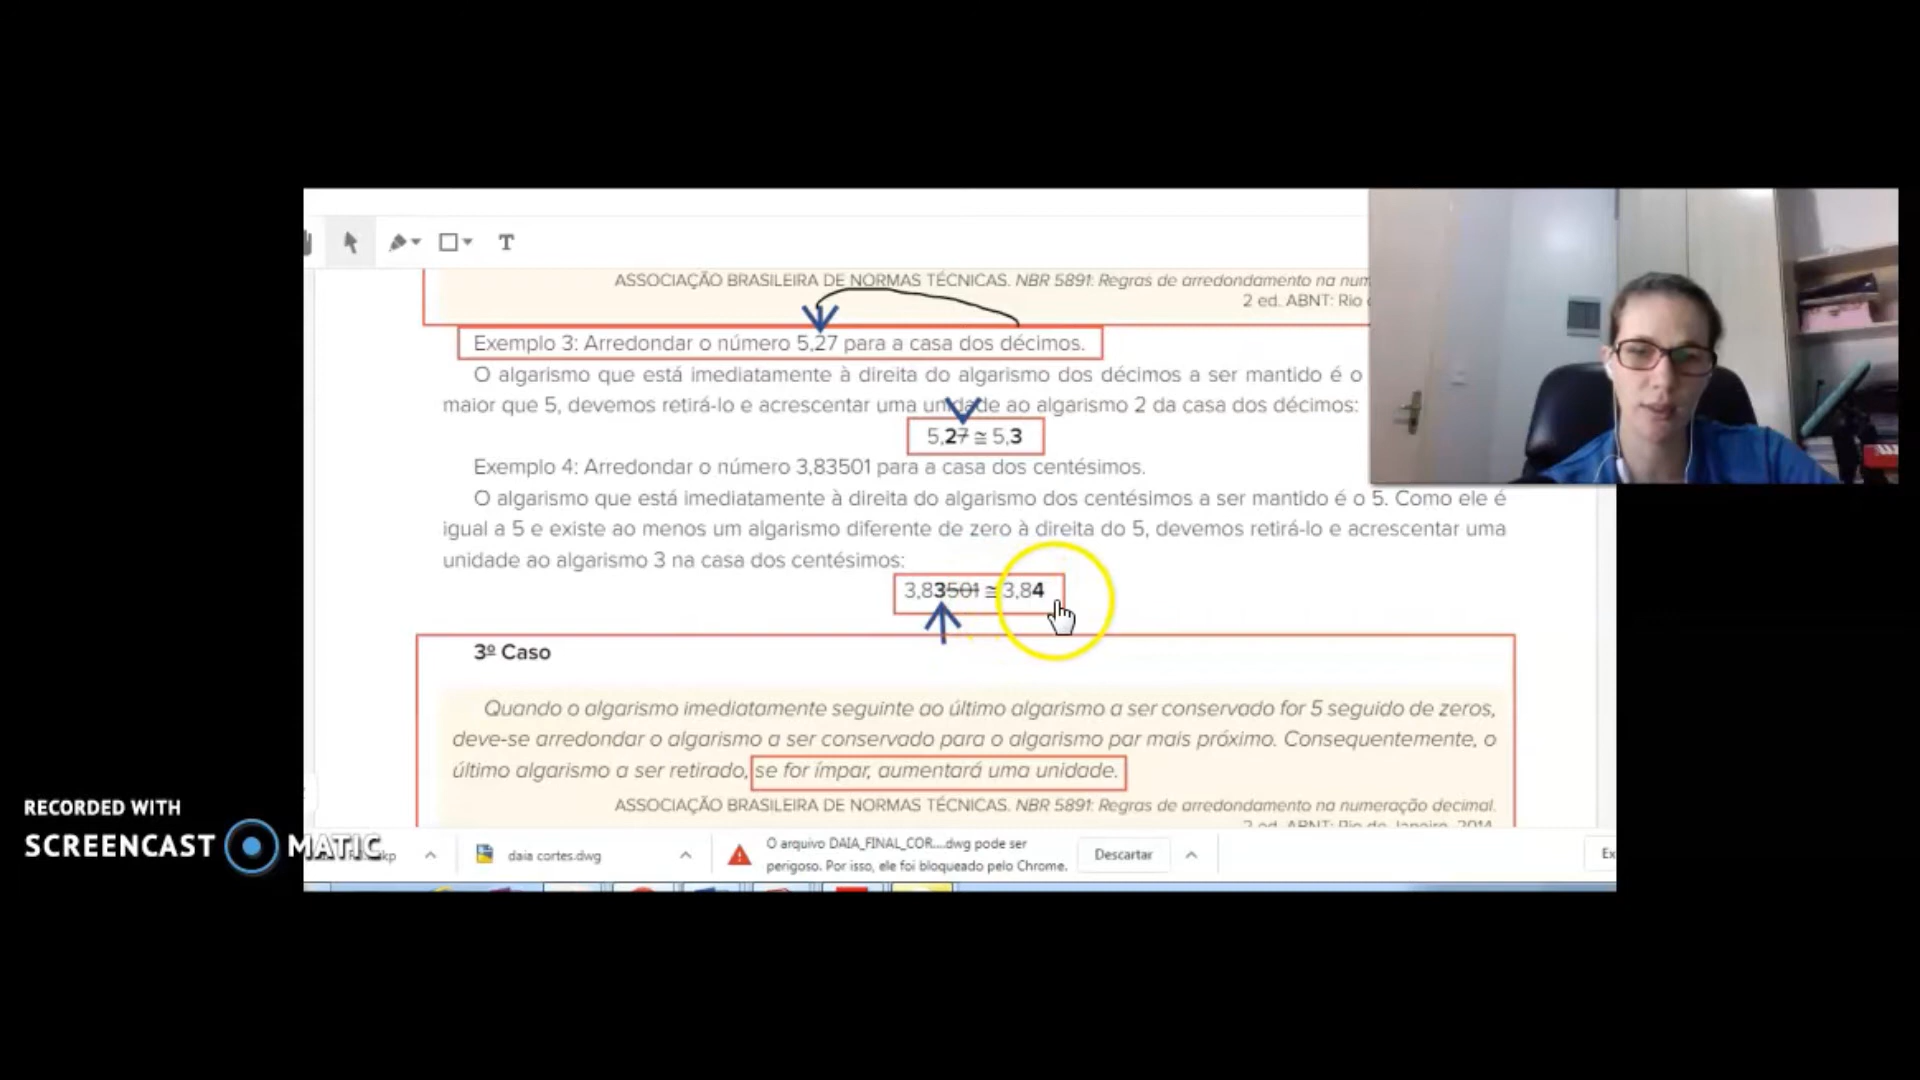 T
ASSOCIAÇÃO BRASILEIRA DE NORMAS TÉCNICAS. NBR 5891: Regras de arredondamento na num
2 ed. ABNT: Rio
Exemplo 3: Arredondar o número 5,27 para a casa dos décimos.
O algarismo que está imediatamente à direita do algarismo dos décimos a ser mantido é o
maior que 5, devemos retirá-lo e acrescentar uma unidade ao algarismo 2 da casa dos décimos:
5,27 ≅ 5,3
Exemplo 4: Arredondar o número 3,83501 para a casa dos centésimos.
O algarismo que está imediatamente à direita do algarismo dos centésimos a ser mantido é o 5. Como ele é
igual a 5 e existe ao menos um algarismo diferente de zero à direita do 5, devemos retirá-lo e acrescentar uma
unidade ao algarismo 3 na casa dos centésimos:
3,83501 ≅ 3,84
3º Caso
Quando o algarismo imediatamente seguinte ao último algarismo a ser conservado for 5 seguido de zeros,
deve-se arredondar o algarismo a ser conservado para o algarismo par mais próximo. Consequentemente, o
último algarismo a ser retirado, se for ímpar, aumentará uma unidade.
ASSOCIAÇÃO BRASILEIRA DE NORMAS TÉCNICAS. NBR 5891: Regras de arredondamento na numeração decimal.
2 ed. ABNT: Rio de Janeiro, 2014.
RECORDED WITH
SCREENCAST MATIC
daia cortes.dwg
O arquivo DAIA_FINAL_COR....dwg pode ser
perigoso. Por isso, ele foi bloqueado pelo Chrome.
Descartar
Ex